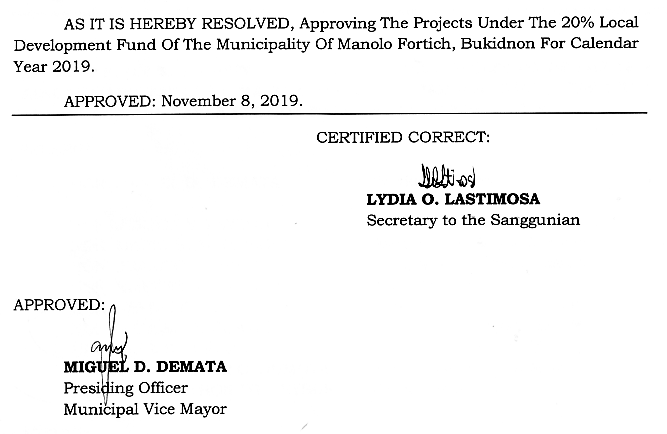 AS IT IS HEREBY RESOLVED, Approving The Projects Under The 20% Local
Development Fund Of The Municipality Of Manolo Fortich, Bukidnon For Calendar
Year 2019.
APPROVED: November 8, 2019.
CERTIFIED CORRECT:
LYDIA O. LASTIMOSA
Secretary to the Sanggunian
APPROVED:
MIGUEL D. DEMATA
Presiding Officer
Municipal Vice Mayor